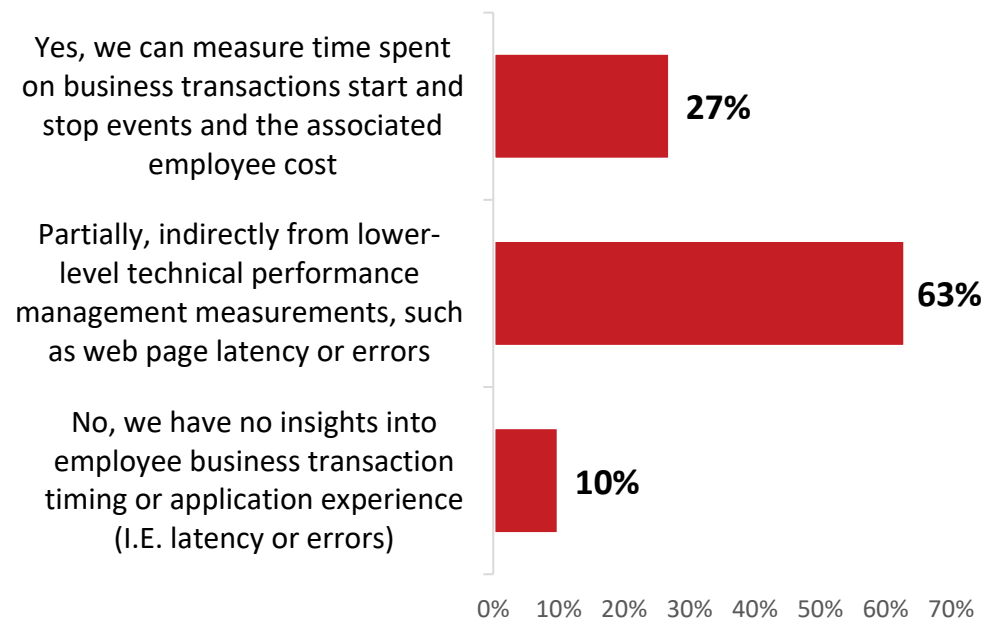 Yes, we can measure time spent
on business transactions start and
stop events and the associated
employee cost
27%
Partially, indirectly from lower-
level technical performance
management measurements, such
as web page latency or errors
63%
No, we have no insights into
employee business transaction
timing or application experience
(I.E. latency or errors)
10%
0% 10% 20% 30% 40% 50% 60% 70%